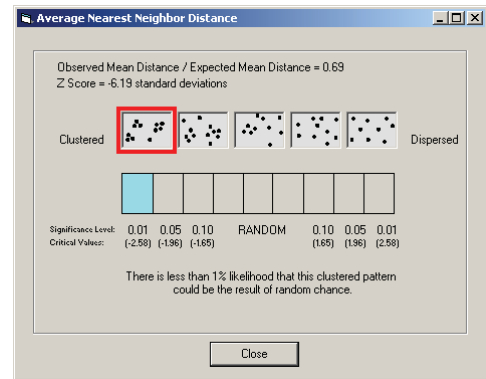 Average Nearest Neighbor Distance
Observed Mean Distance / Expected Mean Distance = 0.69
Z Score = -6.19 standard deviations
Clustered Dispersed
Significance Level: 0.01 0.05 0.10 RANDOM 0.10 0.05 0.01
Critical Values: (-2.58) (-1.96) (-1.65) (1.65) (1.96) (2.58)
There is less than 1% likelihood that this clustered pattern
could be the result of random chance.
Close